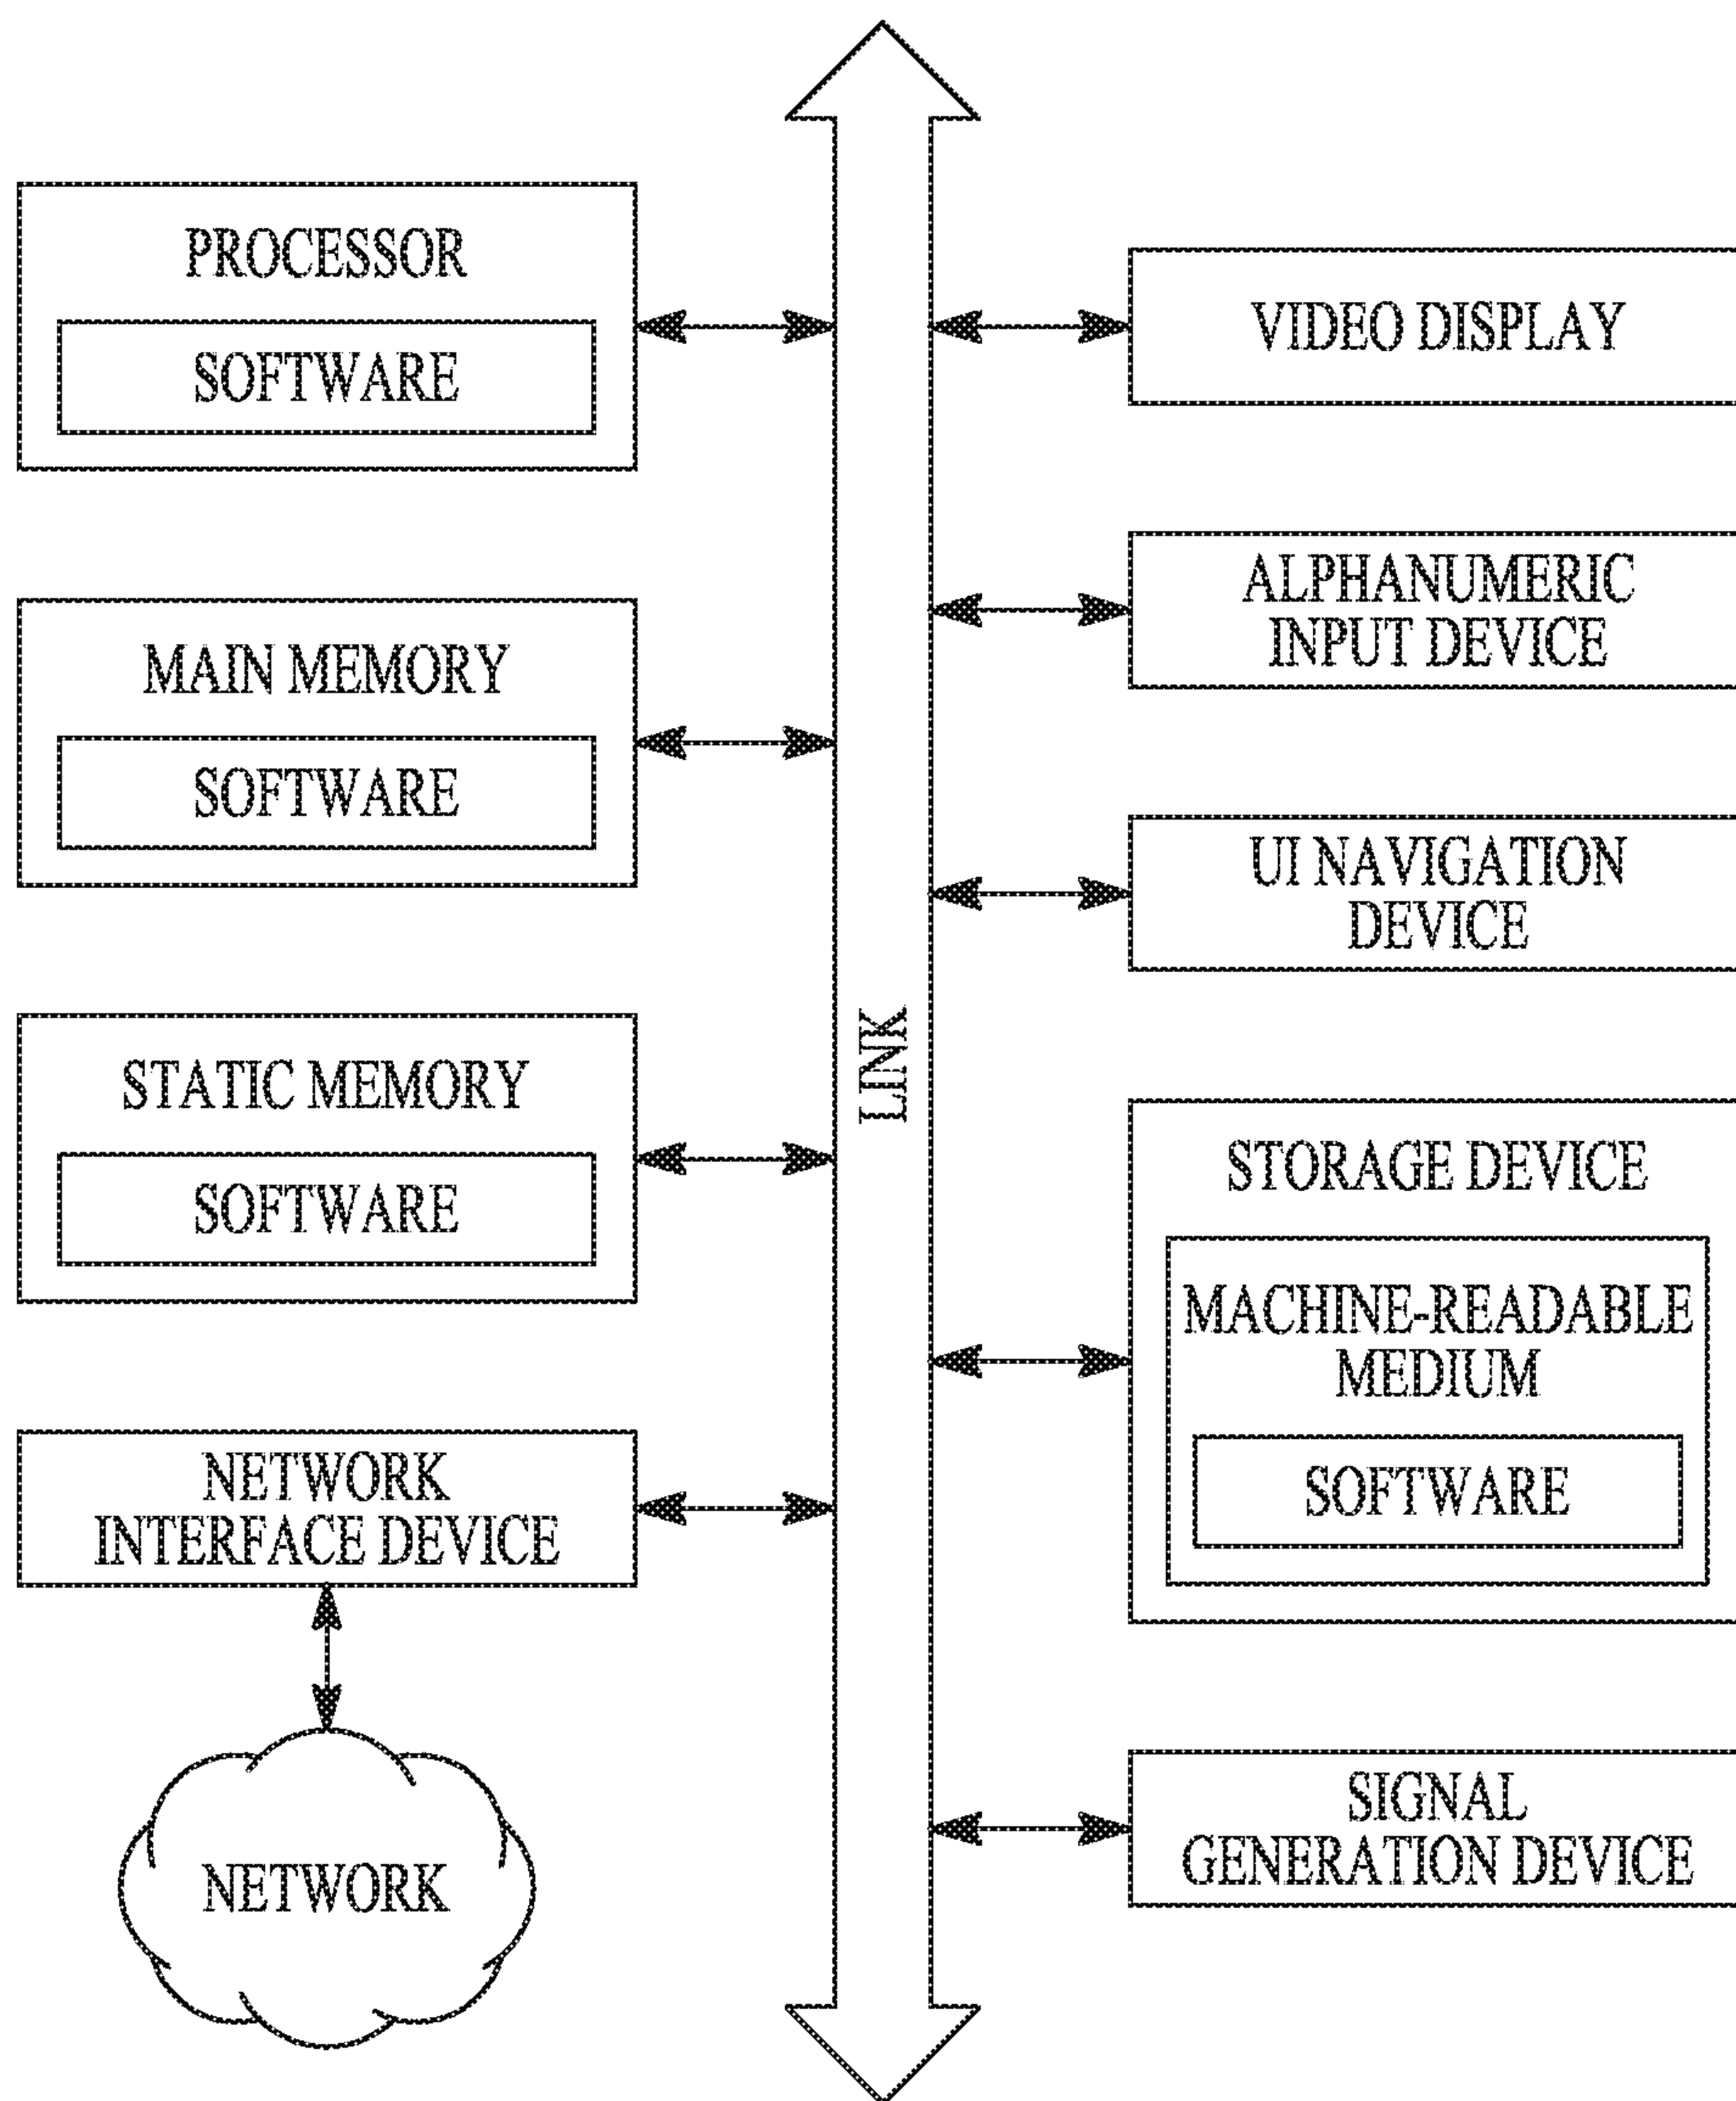 PROCESSOR
SOFTWARE
MAIN MEMORY
SOFTWARE
STATIC MEMORY
SOFTWARE
NETWORK
INTERFACE DEVICE
NETWORK
LINK
VIDEO DISPLAY
ALPHANUMERIC
INPUT DEVICE
UI NAVIGATION
DEVICE
STORAGE DEVICE
MACHINE-READABLE
MEDIUM
SOFTWARE
SIGNAL
GENERATION DEVICE